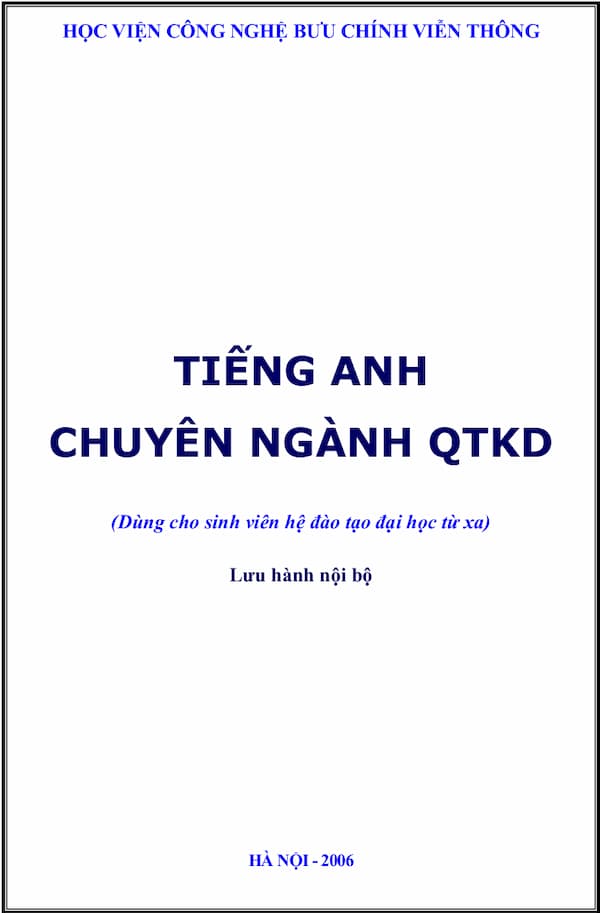 HỌC VIỆN CÔNG NGHỆ BƯU CHÍNH VIỄN THÔNG
TIẾNG ANH
CHUYÊN NGÀNH QTKD
(Dùng cho sinh viên hệ đào tạo đại học từ xa)
Lưu hành nội bộ
HÀ NỘI - 2006